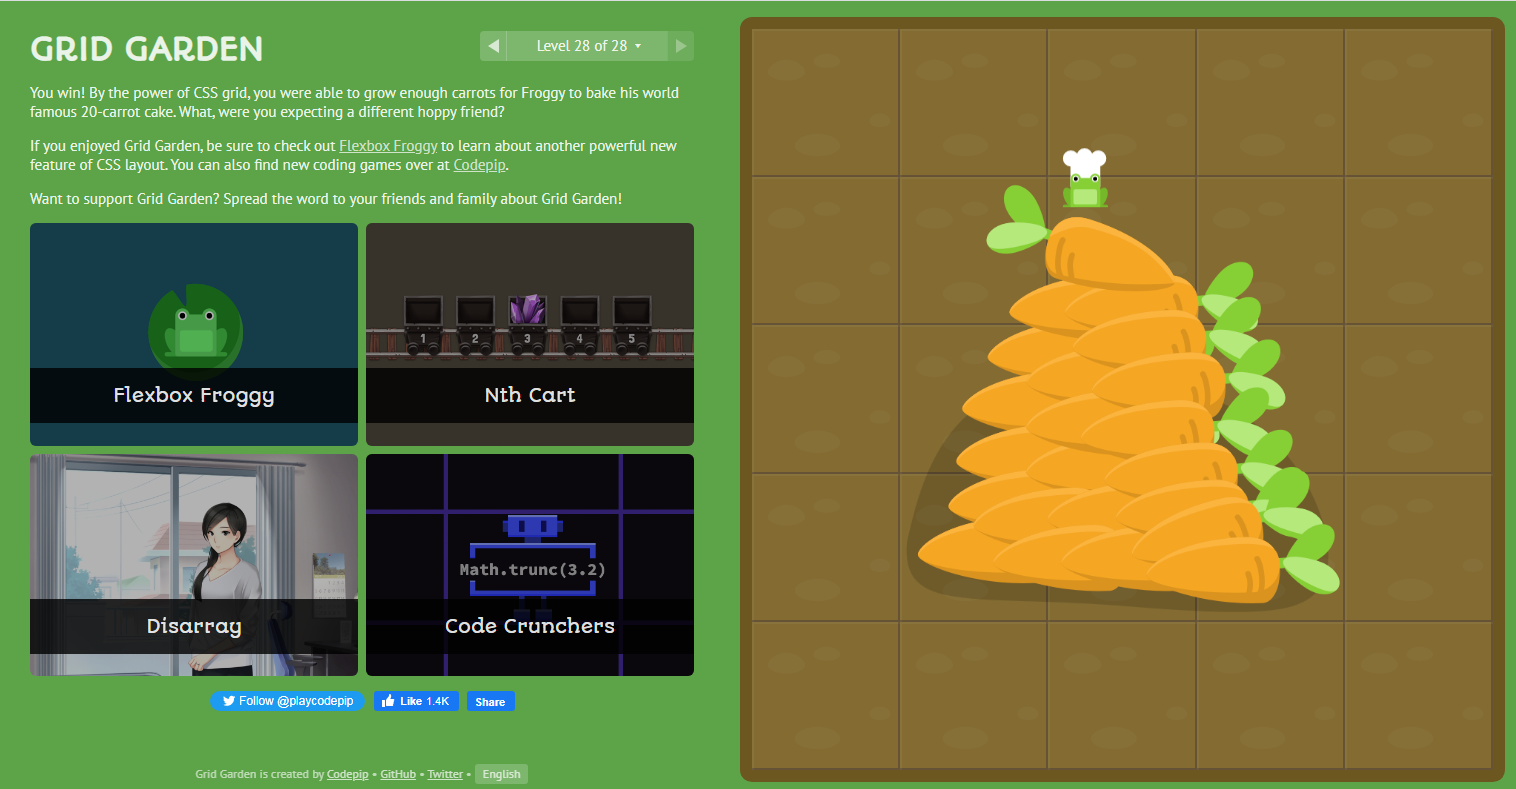 GRID GARDEN
Level 28 of 28
You win! By the power of CSS grid, you were able to grow enough carrots for Froggy to bake his world
famous 20-carrot cake. What, were you expecting a different hoppy friend?
If you enjoyed Grid Garden, be sure to check out Flexbox Froggy to learn about another powerful new
feature of CSS layout. You can also find new coding games over at Codepip.
Want to support Grid Garden? Spread the word to your friends and family about Grid Garden!
Flexbox Froggy
1 2 3 4 5
Nth Cart
Disarray
Math.trunc(3.2)
Code Crunchers
Follow @playcodepip
Like 1.4K
Share
Grid Garden is created by Codepip • GitHub • Twitter • English